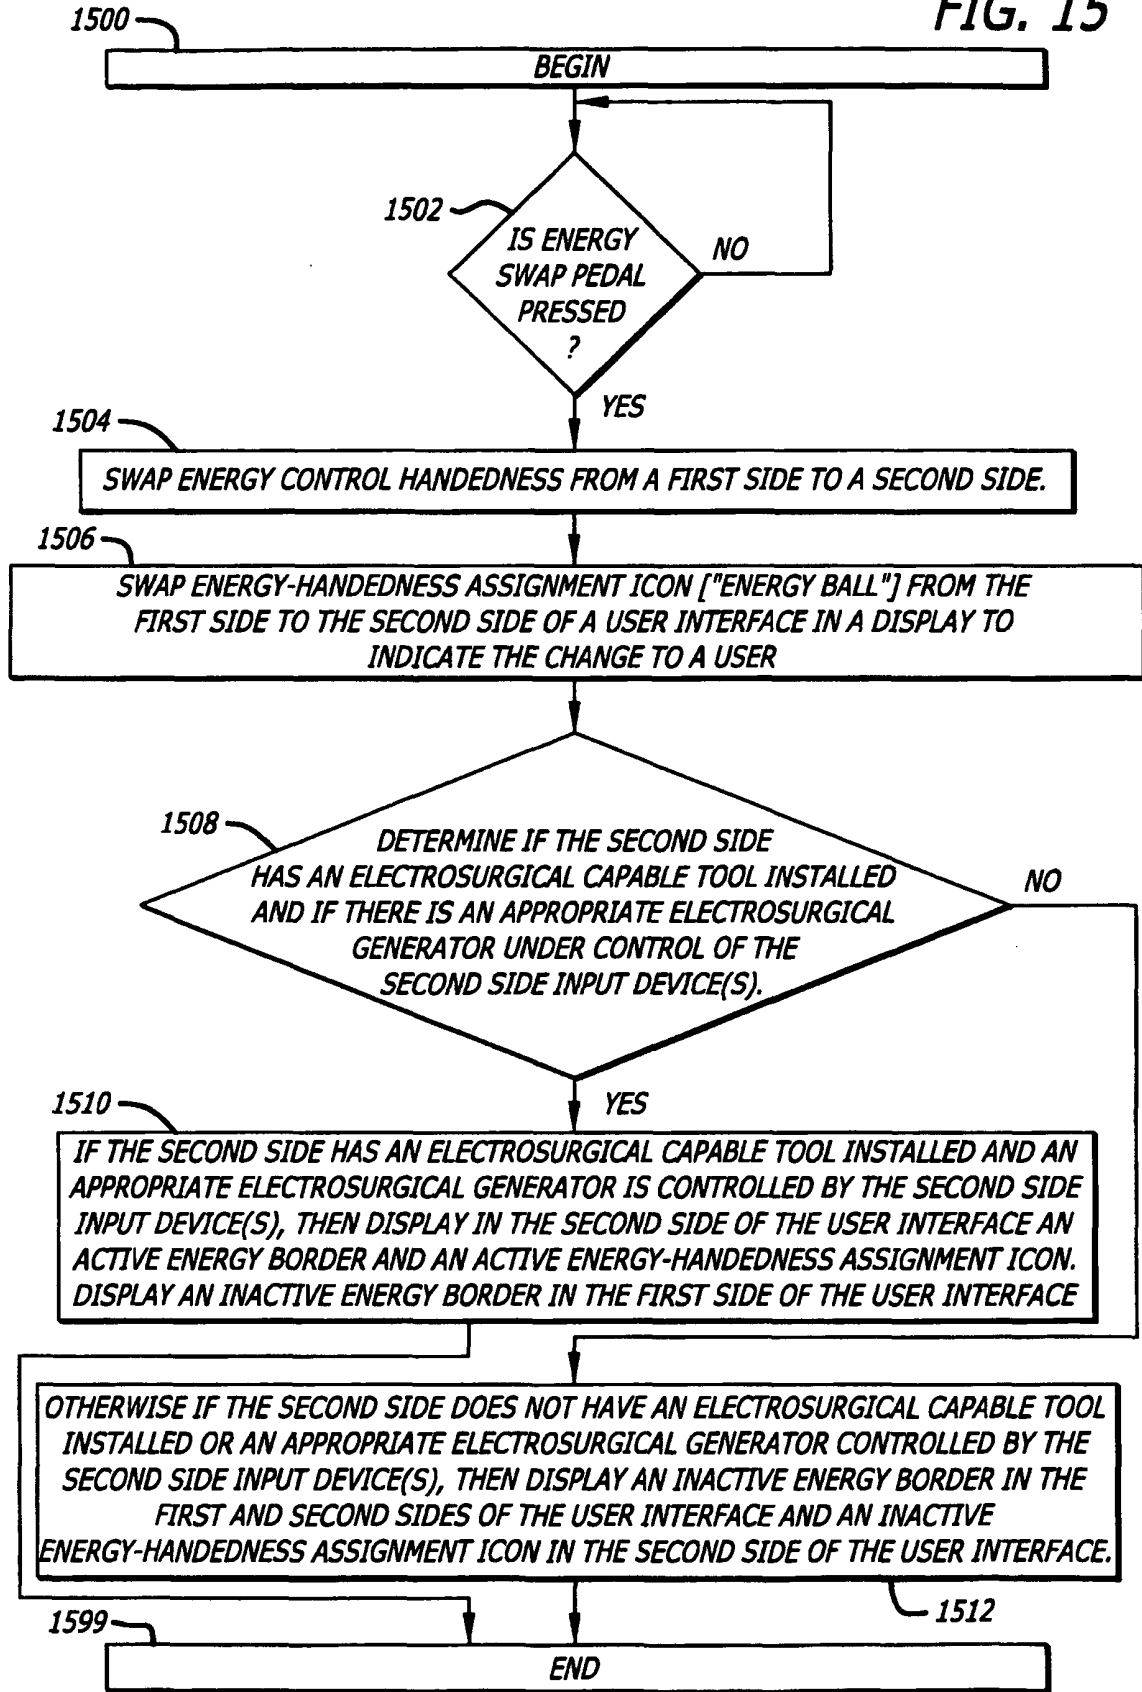 FIG. 15
1500
BEGIN
1502
IS ENERGY
SWAP PEDAL
PRESSED
?
NO
YES
1504
SWAP ENERGY CONTROL HANDEDNESS FROM A FIRST SIDE TO A SECOND SIDE.
1506
SWAP ENERGY-HANDEDNESS ASSIGNMENT ICON ["ENERGY BALL"] FROM THE
FIRST SIDE TO THE SECOND SIDE OF A USER INTERFACE IN A DISPLAY TO
INDICATE THE CHANGE TO A USER
1508
DETERMINE IF THE SECOND SIDE
HAS AN ELECTROSURGICAL CAPABLE TOOL INSTALLED
AND IF THERE IS AN APPROPRIATE ELECTROSURGICAL
GENERATOR UNDER CONTROL OF THE
SECOND SIDE INPUT DEVICE(S).
NO
YES
1510
IF THE SECOND SIDE HAS AN ELECTROSURGICAL CAPABLE TOOL INSTALLED AND AN
APPROPRIATE ELECTROSURGICAL GENERATOR IS CONTROLLED BY THE SECOND SIDE
INPUT DEVICE(S), THEN DISPLAY IN THE SECOND SIDE OF THE USER INTERFACE AN
ACTIVE ENERGY BORDER AND AN ACTIVE ENERGY-HANDEDNESS ASSIGNMENT ICON.
DISPLAY AN INACTIVE ENERGY BORDER IN THE FIRST SIDE OF THE USER INTERFACE
OTHERWISE IF THE SECOND SIDE DOES NOT HAVE AN ELECTROSURGICAL CAPABLE TOOL
INSTALLED OR AN APPROPRIATE ELECTROSURGICAL GENERATOR CONTROLLED BY THE
SECOND SIDE INPUT DEVICE(S), THEN DISPLAY AN INACTIVE ENERGY BORDER IN THE
FIRST AND SECOND SIDES OF THE USER INTERFACE AND AN INACTIVE
ENERGY-HANDEDNESS ASSIGNMENT ICON IN THE SECOND SIDE OF THE USER INTERFACE.
1512
1599
END